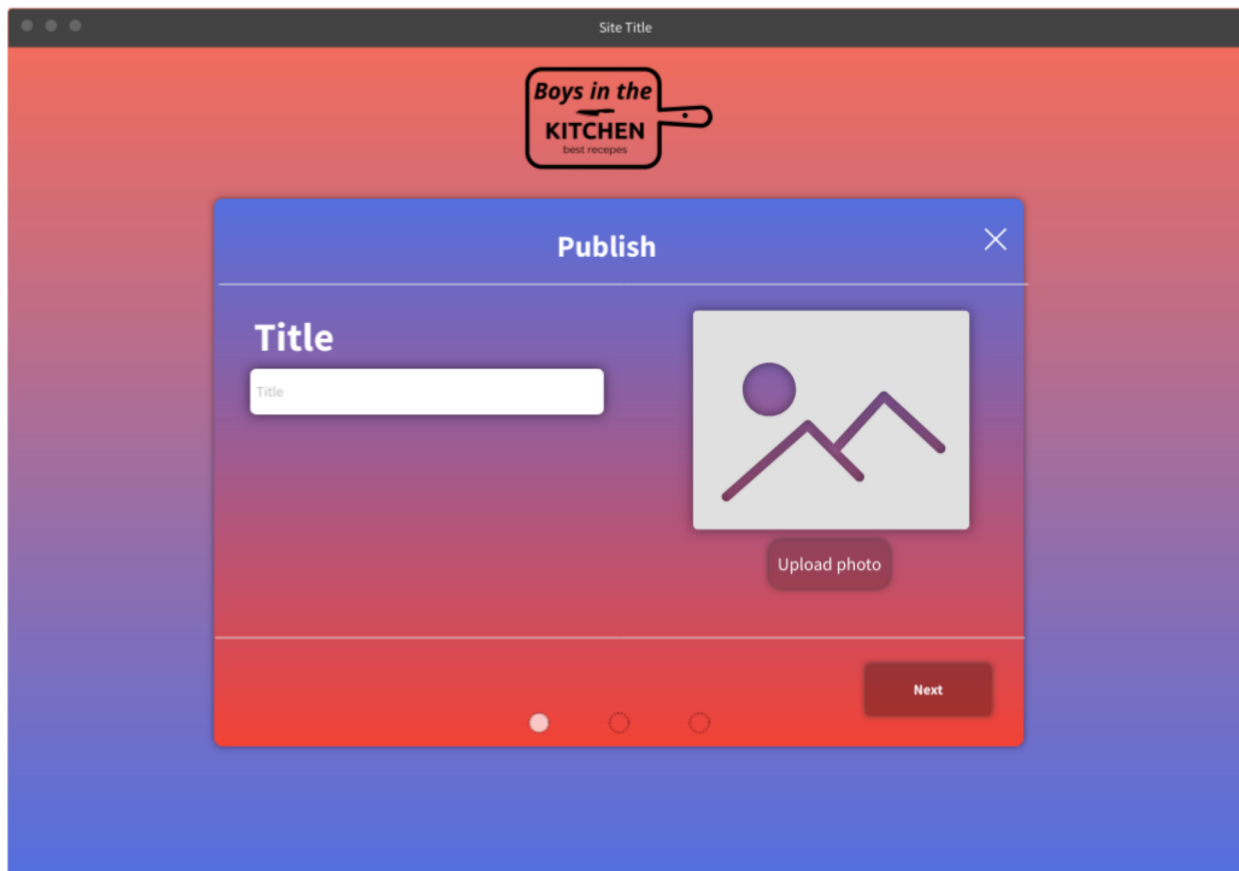 Site Title
Boys in the
KITCHEN
best recepes
Publish
Title
Title
Upload photo
Next